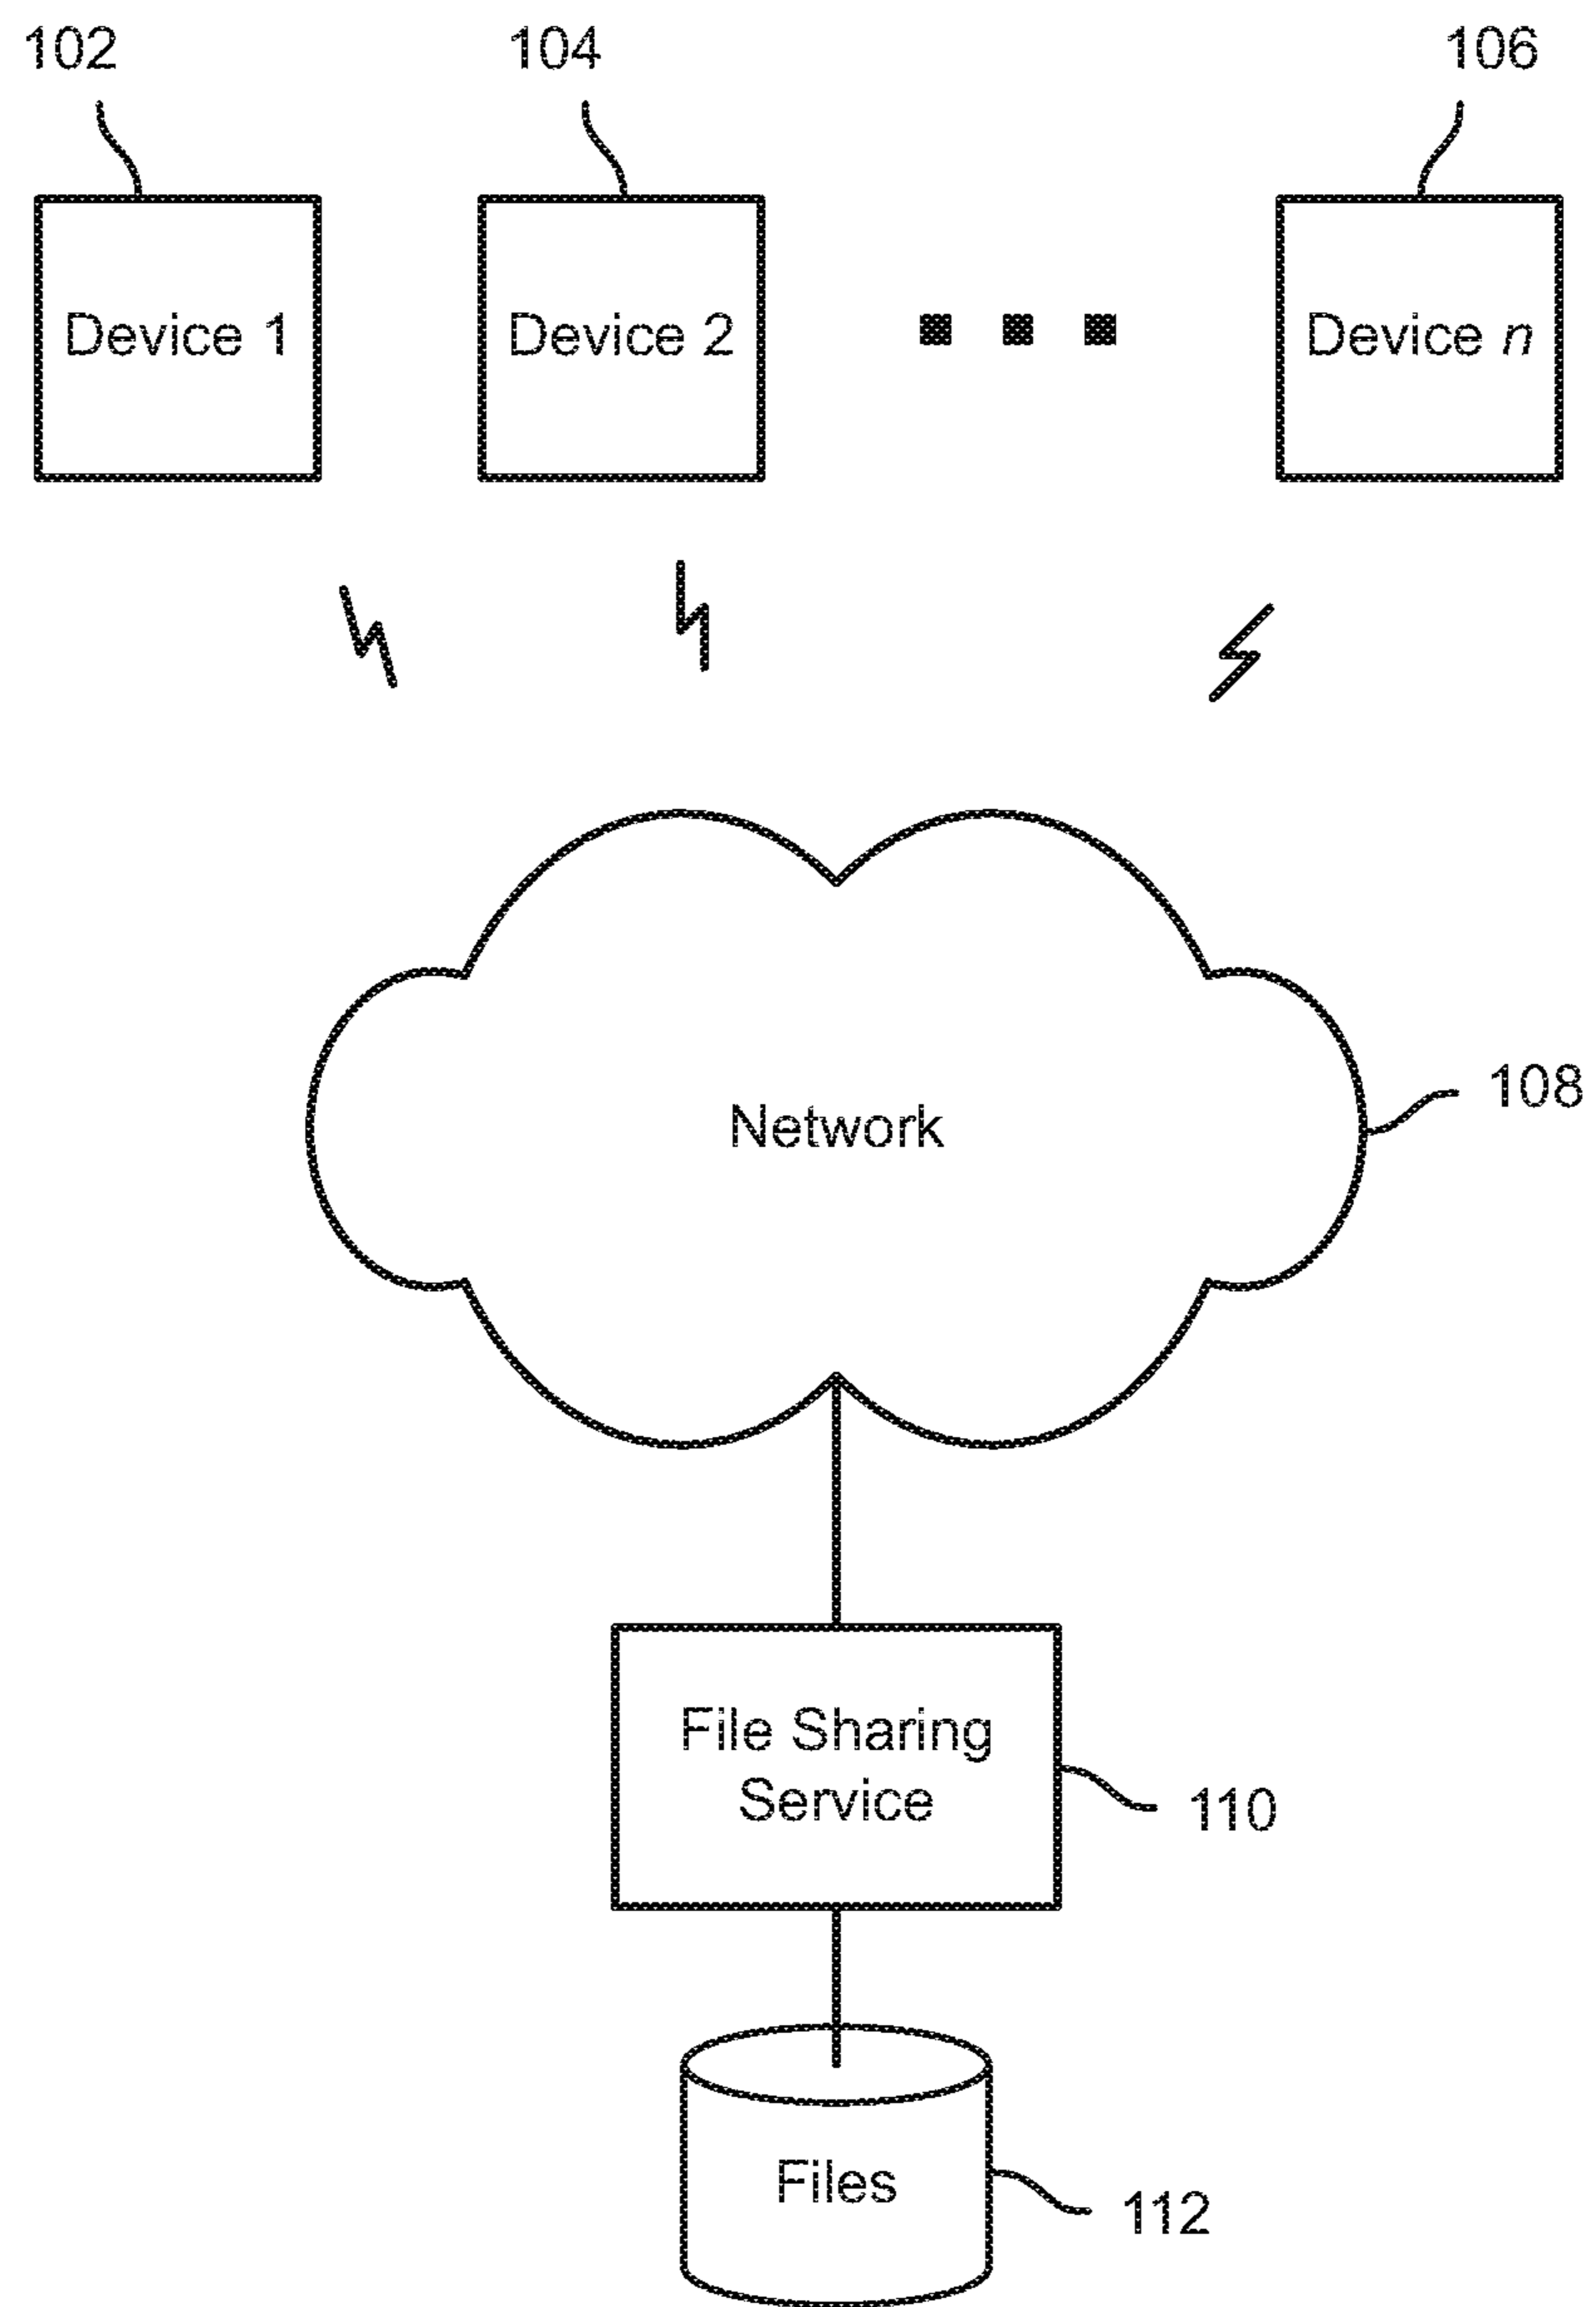 102
104
106
Device 1
Device 2
Device n
Network
108
File Sharing
Service
110
Files
112